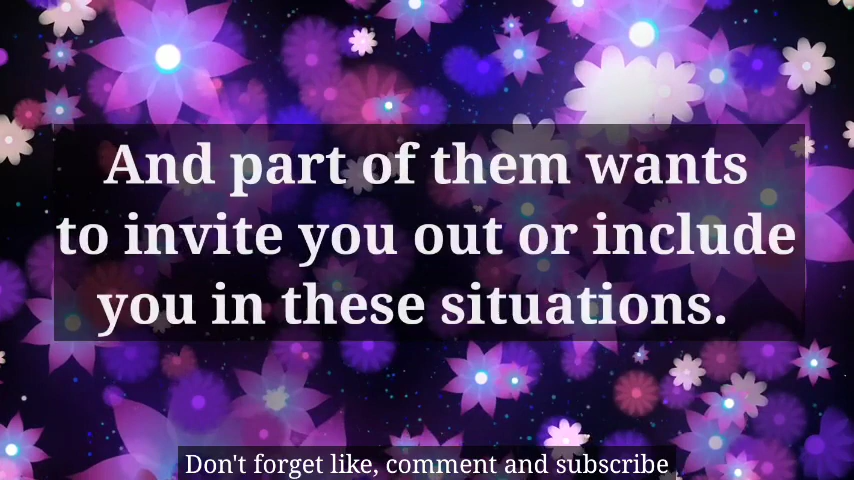 And part of them wants
to invite you out or include
you in these situations.
Don't forget like, comment and subscribe